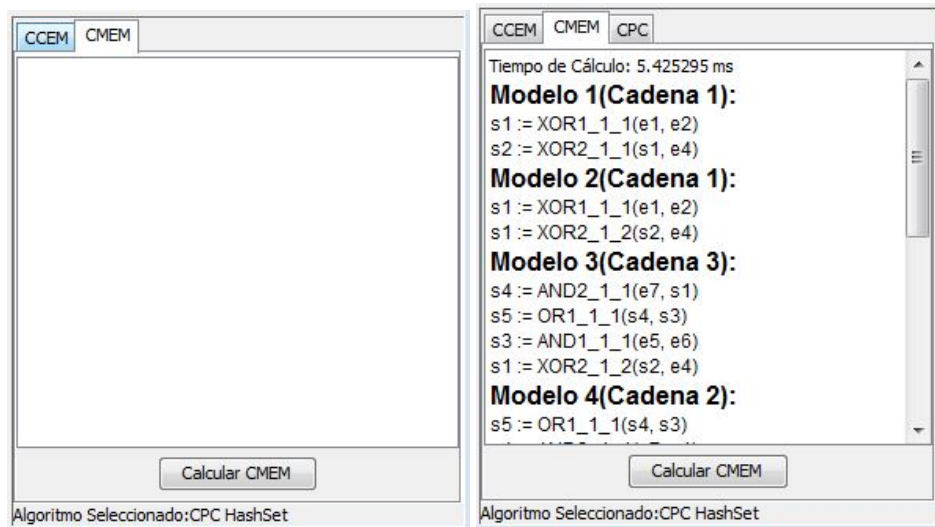 CCEM CMEM
Calcular CMEM
Algoritmo Seleccionado:CPC HashSet
CCEM CMEM CPC
Tiempo de Cálculo: 5.425295 ms
Modelo 1(Cadena 1):
s1 := XOR1_1_1(e1, e2)
s2 := XOR2_1_1(s1, e4)
Modelo 2(Cadena 1):
s1 := XOR1_1_1(e1, e2)
s1 := XOR2_1_2(s2, e4)
Modelo 3(Cadena 3):
s4 := AND2_1_1(e7, s1)
s5 := OR1_1_1(s4, s3)
s3 := AND1_1_1(e5, e6)
s1 := XOR2_1_2(s2, e4)
Modelo 4(Cadena 2):
s5 := OR1_1_1(s4, s3)
Calcular CMEM
Algoritmo Seleccionado:CPC HashSet